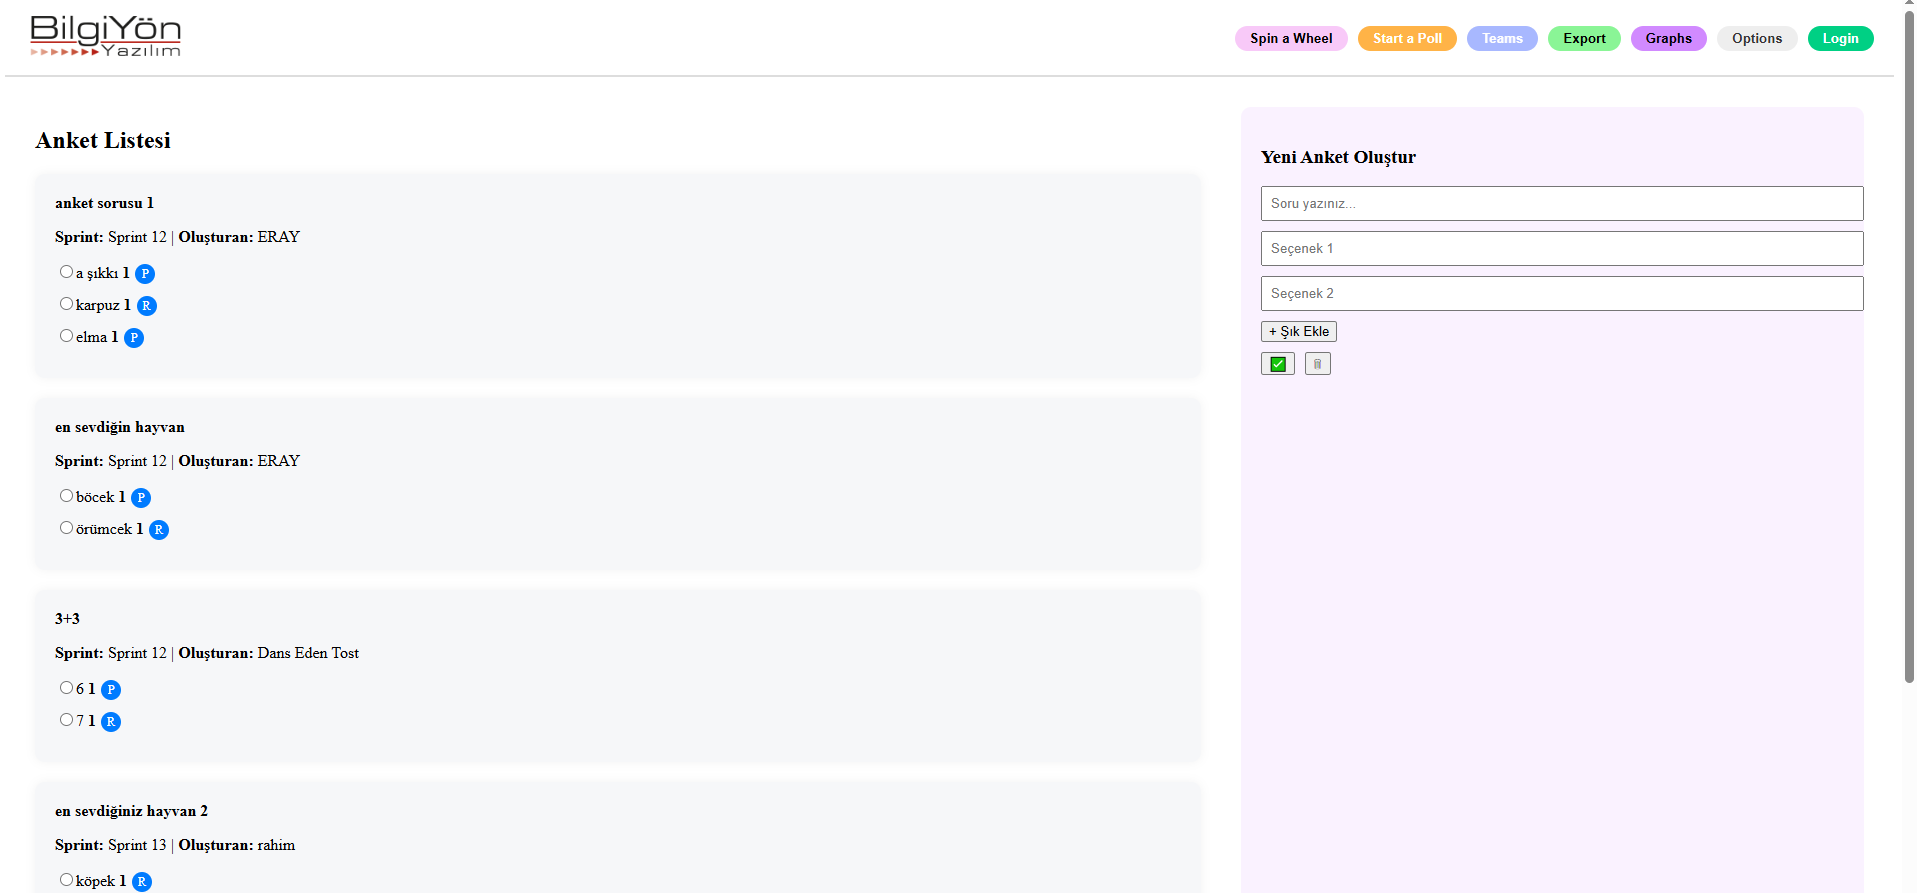 BilgiYön
Yazılım
Spin a Wheel Start a Poll Teams Export Graphs Options Login
Anket Listesi
anket sorusu 1
Sprint: Sprint 12 | Oluşturan: ERAY
a şıkkı 1 P
karpuz 1 R
elma 1 P
en sevdiğin hayvan
Sprint: Sprint 12 | Oluşturan: ERAY
böcek 1 P
örümcek 1 R
3+3
Sprint: Sprint 12 | Oluşturan: Dans Eden Tost
6 1 P
7 1 R
en sevdiğiniz hayvan 2
Sprint: Sprint 13 | Oluşturan: rahim
köpek 1 R
Yeni Anket Oluştur
Soru yazınız...
Seçenek 1
Seçenek 2
+ Şık Ekle